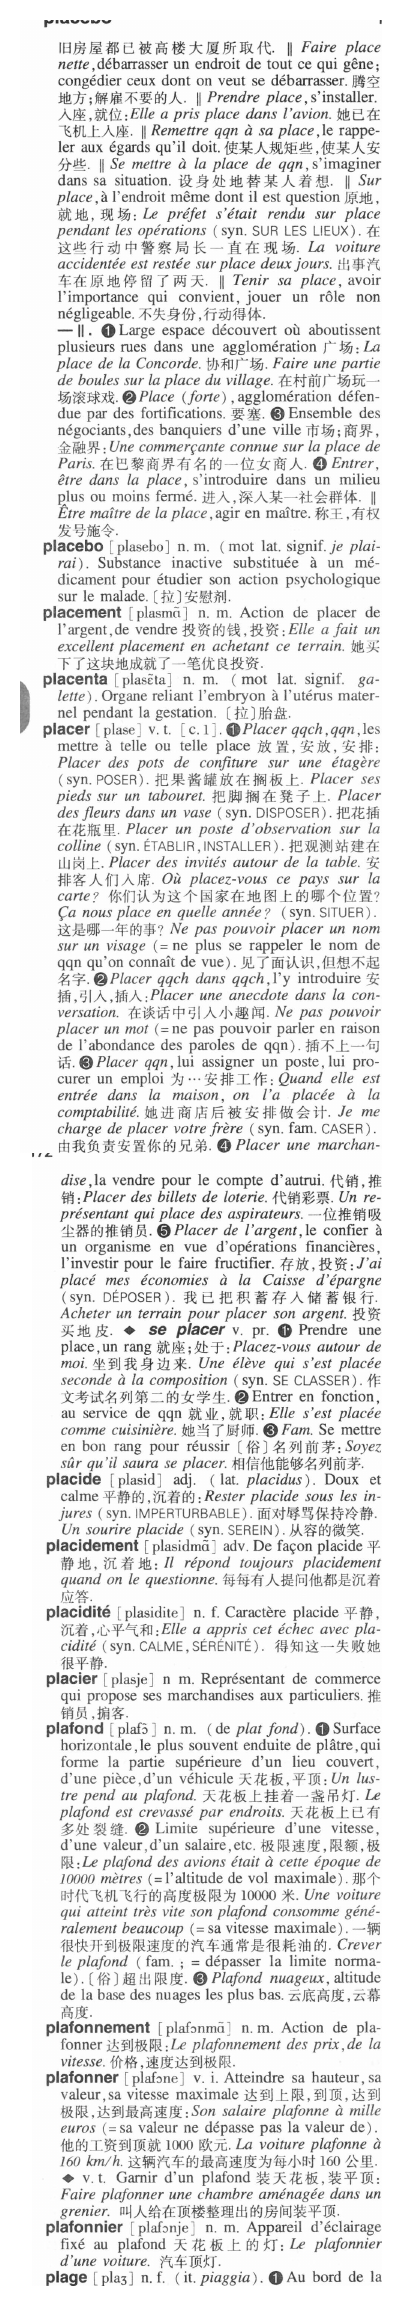 placebo
旧房屋都已被高楼大厦所取代. ‖ Faire place
nette,débarrasser un endroit de tout ce qui gêne;
congédier ceux dont on veut se débarrasser. 腾空
地方;解雇不要的人. ‖ Prendre place,s'installer.
入座,就位:Elle a pris place dans l'avion. 她已在
飞机上入座. ‖ Remettre qqn à sa place,le rappe-
ler aux égards qu'il doit. 使某人规矩些,使某人安
分些. ‖ Se mettre à la place de qqn,s'imaginer
dans sa situation. 设身处地替某人着想. ‖ Sur
place,à l'endroit même dont il est question 原地,
就地,现场: Le préfet s'était rendu sur place
pendant les opérations (syn. SUR LES LIEUX). 在
这些行动中警察局长一直在现场. La voiture
accidentée est restée sur place deux jours. 出事汽
车在原地停留了两天. ‖ Tenir sa place, avoir
l'importance qui convient, jouer un rôle non
négligeable. 不失身份,行动得体.
— II. ❶Large espace découvert où aboutissent
plusieurs rues dans une agglomération 广场:La
place de la Concorde. 协和广场. Faire une partie
de boules sur la place du village. 在村前广场玩一
场滚球戏. ❷Place (forte), agglomération défen-
due par des fortifications. 要塞. ❸Ensemble des
négociants,des banquiers d'une ville 市场;商界,
金融界:Une commerçante connue sur la place de
Paris. 在巴黎商界有名的一位女商人. ❹Entrer,
être dans la place, s'introduire dans un milieu
plus ou moins fermé. 进入,深入某一社会群体. ‖
Être maître de la place,agir en maître. 称王,有权
发号施令.
placebo [plasebo] n. m. (mot lat. signif. je plai-
rai). Substance inactive substituée à un mé-
dicament pour étudier son action psychologique
sur le malade. 〔拉〕安慰剂.
placement [plasmɑ̃] n. m. Action de placer de
l'argent,de vendre 投资的钱,投资:Elle a fait un
excellent placement en achetant ce terrain. 她买
下了这块地成就了一笔优良投资.
placenta [plasɛ̃ta] n. m. (mot lat. signif. ga-
lette). Organe reliant l'embryon à l'utérus mater-
nel pendant la gestation. 〔拉〕胎盘.
placer [plase] v. t. [c. 1]. ❶Placer qqch,qqn,les
mettre à telle ou telle place 放置,安放,安排:
Placer des pots de confiture sur une étagère
(syn. POSER). 把果酱罐放在搁板上. Placer ses
pieds sur un tabouret. 把脚搁在凳子上. Placer
des fleurs dans un vase (syn. DISPOSER). 把花插
在花瓶里. Placer un poste d'observation sur la
colline (syn. ÉTABLIR,INSTALLER). 把观测站建在
山岗上. Placer des invités autour de la table. 安
排客人们入席. Où placez-vous ce pays sur la
carte? 你们认为这个国家在地图上的哪个位置?
Ça nous place en quelle année? (syn. SITUER).
这是哪一年的事? Ne pas pouvoir placer un nom
sur un visage (= ne plus se rappeler le nom de
qqn qu'on connaît de vue). 见了面认识,但想不起
名字. ❷Placer qqch dans qqch,l'y introduire 安
插,引入,插入:Placer une anecdote dans la con-
versation. 在谈话中引入小趣闻. Ne pas pouvoir
placer un mot (=ne pas pouvoir parler en raison
de l'abondance des paroles de qqn). 插不上一句
话. ❸Placer qqn,lui assigner un poste,lui pro-
curer un emploi 为…安排工作:Quand elle est
entrée dans la maison, on l'a placée à la
comptabilité. 她进商店后被安排做会计. Je me
charge de placer votre frère (syn. fam. CASER).
由我负责安置你的兄弟. ❹Placer une marchan-
dise,la vendre pour le compte d'autrui. 代销,推
销:Placer des billets de loterie. 代销彩票. Un re-
présentant qui place des aspirateurs. 一位推销吸
尘器的推销员. ❺Placer de l'argent,le confier à
un organisme en vue d'opérations financières,
l'investir pour le faire fructifier. 存放,投资:J'ai
placé mes économies à la Caisse d'épargne
(syn. DÉPOSER). 我已把积蓄存入储蓄银行.
Acheter un terrain pour placer son argent. 投资
买地皮. ◆ se placer v. pr. ❶ Prendre une
place,un rang 就座;处于:Placez-vous autour de
moi. 坐到我身边来. Une élève qui s'est placée
seconde à la composition (syn. SE CLASSER). 作
文考试名列第二的女学生. ❷Entrer en fonction,
au service de qqn 就业,就职: Elle s'est placée
comme cuisinière. 她当了厨师. ❸Fam. Se mettre
en bon rang pour réussir〔俗〕名列前茅:Soyez
sûr qu'il saura se placer. 相信他能够名列前茅.
placide [plasid] adj. (lat. placidus). Doux et
calme 平静的,沉着的:Rester placide sous les in-
jures (syn. IMPERTURBABLE). 面对辱骂保持冷静.
Un sourire placide (syn. SEREIN). 从容的微笑.
placidement [plasidmɑ̃] adv. De façon placide 平
静地,沉着地: Il répond toujours placidement
quand on le questionne. 每每有人提问他都是沉着
应答.
placidité [plasidite] n. f. Caractère placide 平静,
沉着,心平气和:Elle a appris cet échec avec pla-
cidité (syn. CALME,SÉRÉNITÉ). 得知这一失败她
很平静.
placier [plasje] n m. Représentant de commerce
qui propose ses marchandises aux particuliers. 推
销员,掮客.
plafond [plafɔ̃] n. m. (de plat fond). ❶Surface
horizontale,le plus souvent enduite de plâtre,qui
forme la partie supérieure d'un lieu couvert,
d'une pièce,d'un véhicule 天花板,平顶:Un lus-
tre pend au plafond. 天花板上挂着一盏吊灯. Le
plafond est crevassé par endroits. 天花板上已有
多处裂缝. ❷ Limite supérieure d'une vitesse,
d'une valeur,d'un salaire,etc. 极限速度,限额,极
限:Le plafond des avions était à cette époque de
10000 mètres (=l'altitude de vol maximale). 那个
时代飞机飞行的高度极限为 10000 米. Une voiture
qui atteint très vite son plafond consomme géné-
ralement beaucoup (=sa vitesse maximale). 一辆
很快开到极限速度的汽车通常是很耗油的. Crever
le plafond (fam. ; = dépasser la limite norma-
le).〔俗〕超出限度. ❸Plafond nuageux, altitude
de la base des nuages les plus bas. 云底高度,云幕
高度.
plafonnement [plafɔnmɑ̃] n. m. Action de pla-
fonner 达到极限:Le plafonnement des prix,de la
vitesse. 价格,速度达到极限.
plafonner [plafɔne] v. i. Atteindre sa hauteur,sa
valeur,sa vitesse maximale 达到上限,到顶,达到
极限,达到最高速度:Son salaire plafonne à mille
euros (=sa valeur ne dépasse pas la valeur de).
他的工资到顶就 1000 欧元. La voiture plafonne à
160 km/h. 这辆汽车的最高速度为每小时 160 公里.
◆ v. t. Garnir d'un plafond 装天花板,装平顶:
Faire plafonner une chambre aménagée dans un
grenier. 叫人给在顶楼整理出的房间装平顶.
plafonnier [plafɔnje] n. m. Appareil d'éclairage
fixé au plafond 天花板上的灯: Le plafonnier
d'une voiture. 汽车顶灯.
plage [plaʒ] n. f. (it. piaggia). ❶Au bord de la